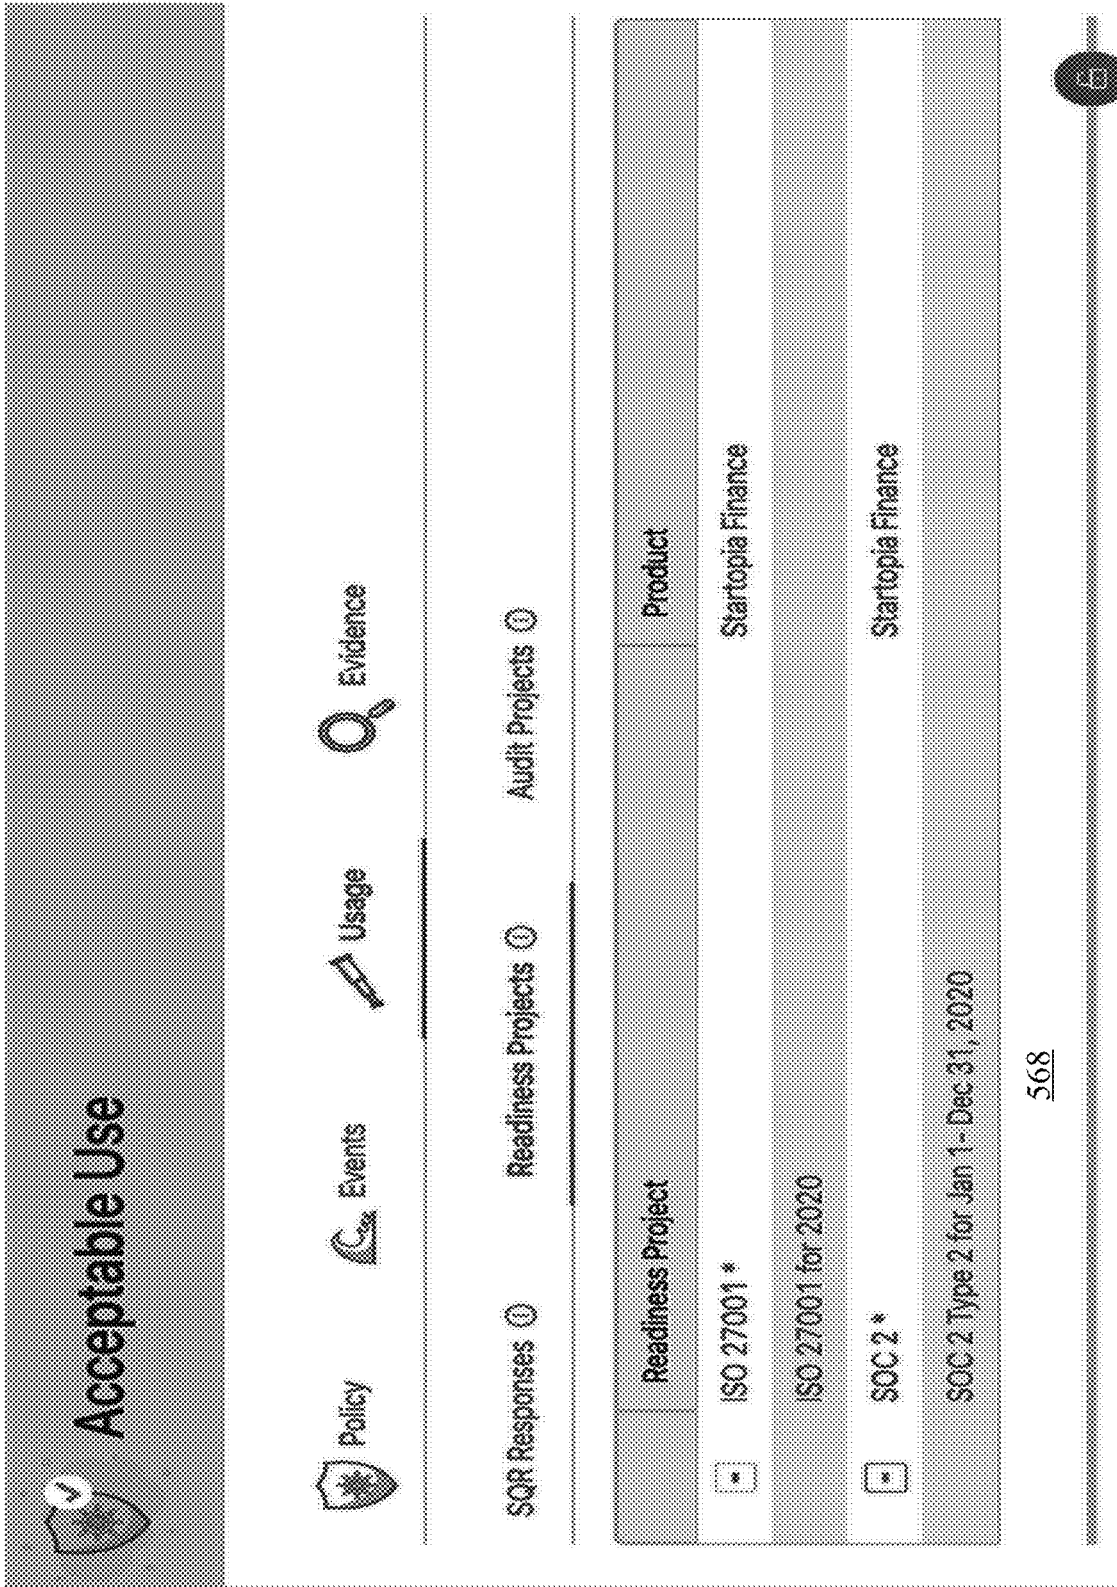 Acceptable Use
Policy Events Usage Evidence
SQR Responses Readiness Projects Audit Projects
Readiness Project Product
ISO 27001 * Startopia Finance
ISO 27001 for 2020
SOC 2 * Startopia Finance
SOC 2 Type 2 for Jan 1 - Dec 31, 2020
568